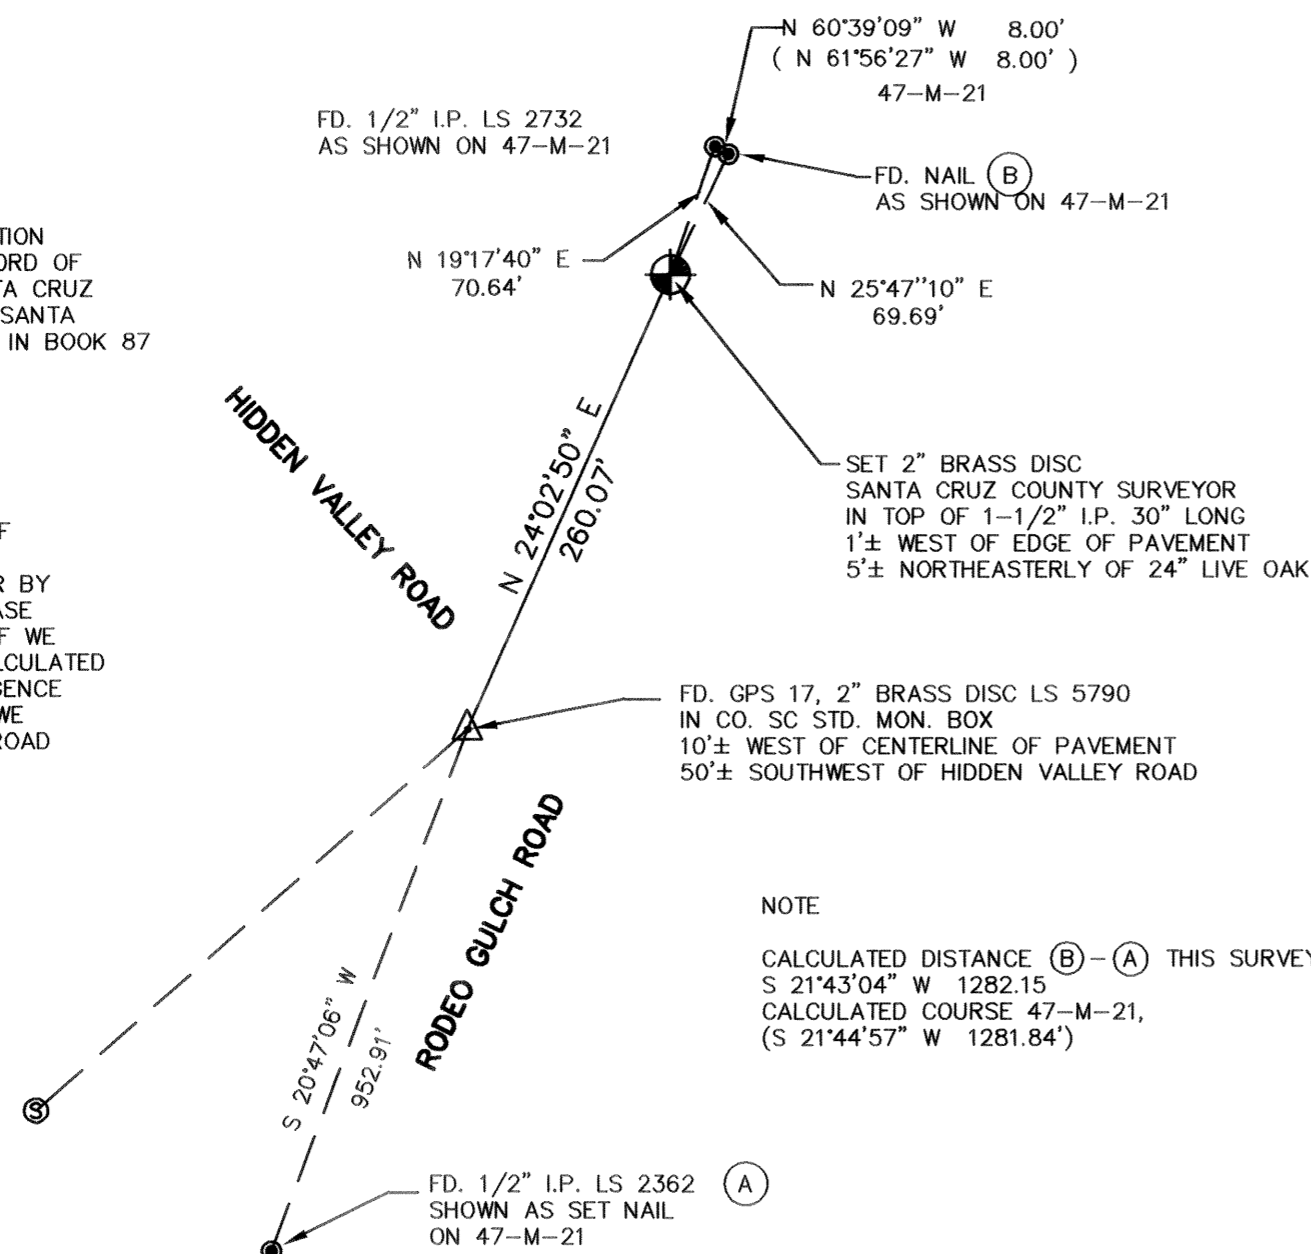 N 60°39'09" W 8.00'
( N 61°56'27" W 8.00' )
47-M-21
FD. 1/2" I.P. LS 2732
AS SHOWN ON 47-M-21
FD. NAIL B
AS SHOWN ON 47-M-21
N 19°17'40" E
70.64'
N 25°47"10" E
69.69'
TION
ORD OF
TA CRUZ
SANTA
IN BOOK 87
HIDDEN VALLEY ROAD
N 24°02'50" E
260.07'
SET 2" BRASS DISC
SANTA CRUZ COUNTY SURVEYOR
IN TOP OF 1-1/2" I.P. 30" LONG
1'± WEST OF EDGE OF PAVEMENT
5'± NORTHEASTERLY OF 24" LIVE OAK
F
R BY
ASE
F WE
LCULATED
GENCE
WE
ROAD
FD. GPS 17, 2" BRASS DISC LS 5790
IN CO. SC STD. MON. BOX
10'± WEST OF CENTERLINE OF PAVEMENT
50'± SOUTHWEST OF HIDDEN VALLEY ROAD
RODEO GULCH ROAD
S 20°47'06" W
952.91'
NOTE
CALCULATED DISTANCE B - A THIS SURVEY
S 21°43'04" W 1282.15
CALCULATED COURSE 47-M-21,
(S 21°44'57" W 1281.84')
S
FD. 1/2" I.P. LS 2362 A
SHOWN AS SET NAIL
ON 47-M-21